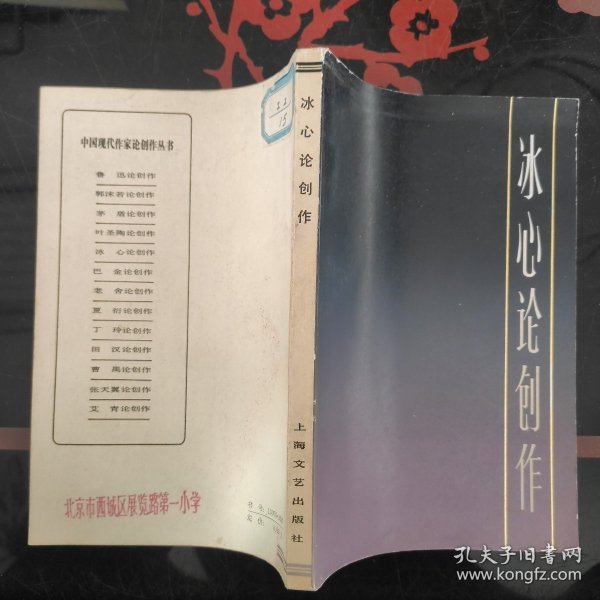 中国现代作家论创作丛书
鲁迅论创作
郭沫若论创作
茅盾论创作
叶圣陶论创作
冰心论创作
巴金论创作
老舍论创作
夏衍论创作
丁玲论创作
田汉论创作
曹禺论创作
张天翼论创作
艾青论创作
北京市西城区展览路第一小学
书号:
定价:
22
15
冰心论创作
上海文艺出版社
冰心论创作
孔夫子旧书网
www.kongfz.com